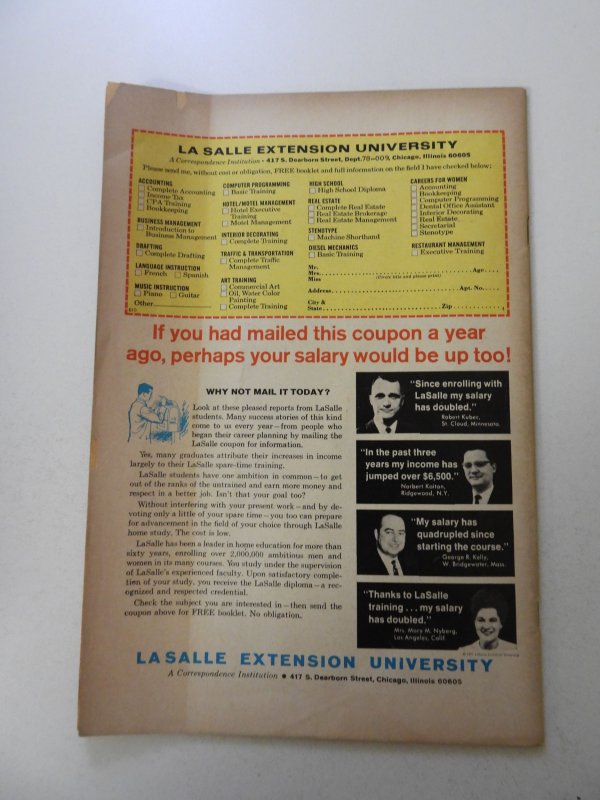 LA SALLE EXTENSION UNIVERSITY
A Correspondence Institution • 417 S. Dearborn Street, Dept. 78-009, Chicago, Illinois 60605
Please send me, without cost or obligation, FREE booklet and full information on the field I have checked below:
ACCOUNTING
Complete Accounting
Income Tax
CPA Training
Bookkeeping
BUSINESS MANAGEMENT
Introduction to
Business Management
DRAFTING
Complete Drafting
LANGUAGE INSTRUCTION
French Spanish
MUSIC INSTRUCTION
Piano Guitar
Other
COMPUTER PROGRAMMING
Basic Training
HOTEL/MOTEL MANAGEMENT
Hotel Executive
Training
Motel Management
INTERIOR DECORATING
Complete Training
TRAFFIC & TRANSPORTATION
Complete Traffic
Management
ART TRAINING
Commercial Art
Oil, Water Color
Painting
Complete Training
HIGH SCHOOL
High School Diploma
REAL ESTATE
Complete Real Estate
Real Estate Brokerage
Real Estate Management
STENOTYPE
Machine Shorthand
DIESEL MECHANICS
Basic Training
CAREERS FOR WOMEN
Accounting
Bookkeeping
Computer Programming
Dental Office Assistant
Interior Decorating
Real Estate
Secretarial
Stenotype
RESTAURANT MANAGEMENT
Executive Training
Mr.
Mrs. Age
Miss (Circle title and please print)
Address Apt. No.
City &
State Zip
If you had mailed this coupon a year
ago, perhaps your salary would be up too!
WHY NOT MAIL IT TODAY?
Look at these pleased reports from LaSalle
students. Many success stories of this kind
come to us every year—from people who
began their career planning by mailing the
LaSalle coupon for information.
Yes, many graduates attribute their increases in income
largely to their LaSalle spare-time training.
LaSalle students have one ambition in common—to get
out of the ranks of the untrained and earn more money and
respect in a better job. Isn't that your goal too?
Without interfering with your present work—and by de-
voting only a little of your spare time—you too can prepare
for advancement in the field of your choice through LaSalle
home study. The cost is low.
LaSalle has been a leader in home education for more than
sixty years, enrolling over 2,000,000 ambitious men and
women in its many courses. You study under the supervision
of LaSalle's experienced faculty. Upon satisfactory comple-
tion of your study, you receive the LaSalle diploma—a rec-
ognized and respected credential.
Check the subject you are interested in—then send the
coupon above for FREE booklet. No obligation.
"Since enrolling with
LaSalle my salary
has doubled."
Robert Kuber,
St. Cloud, Minnesota.
"In the past three
years my income has
jumped over $6,500."
Norbert Kaitan,
Ridgewood, N.Y.
"My salary has
quadrupled since
starting the course."
George R. Kelly,
W. Bridgewater, Mass.
"Thanks to LaSalle
training . . . my salary
has doubled."
Mrs. Mary M. Nyberg,
Los Angeles, Calif.
LA SALLE EXTENSION UNIVERSITY
A Correspondence Institution • 417 S. Dearborn Street, Chicago, Illinois 60605